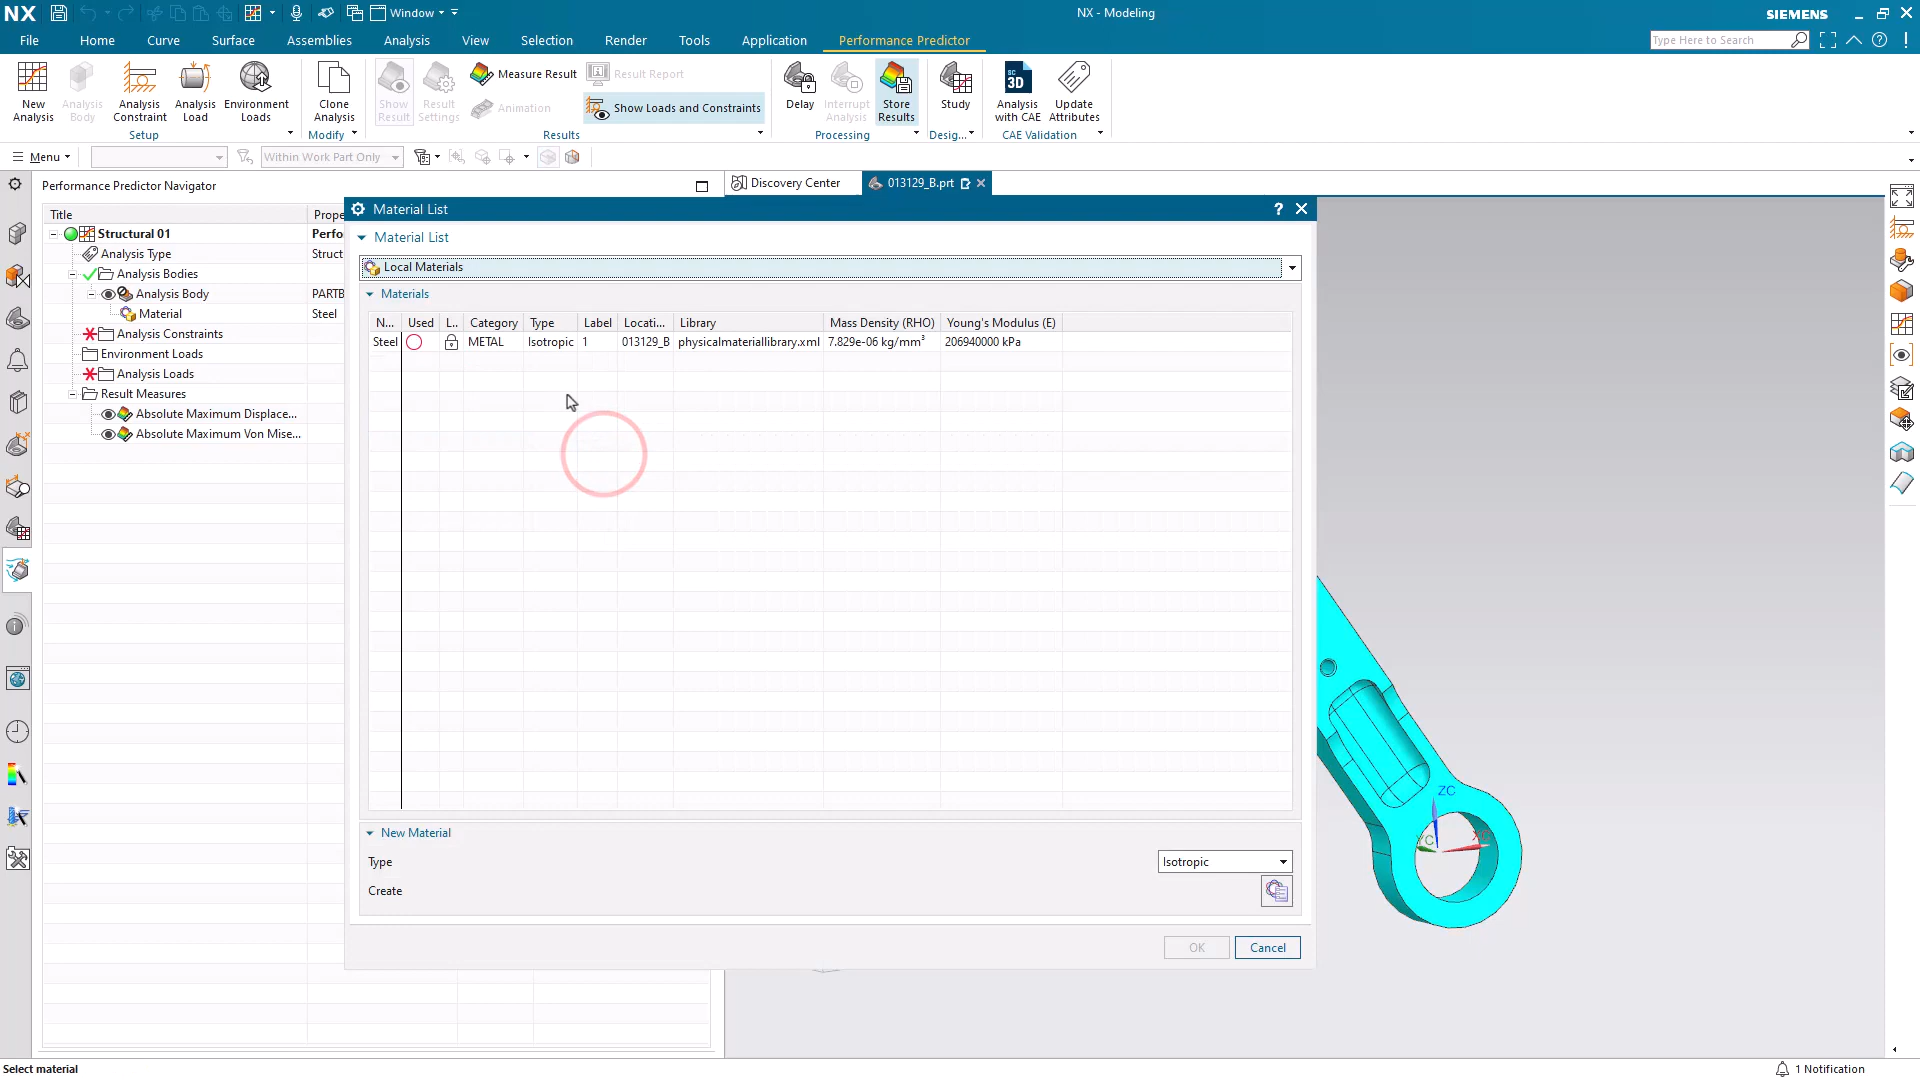 NX
Window
NX - Modeling
SIEMENS
File
Home
Curve
Surface
Assemblies
Analysis
View
Selection
Render
Tools
Application
Performance Predictor
Type Here to Search
New Analysis
Analysis Body
Analysis Constraint
Analysis Load
Environment Loads
Clone Analysis
Show Result
Result Settings
Measure Result
Result Report
Animation
Show Loads and Constraints
Delay
Interrupt Analysis
Store Results
Study
SC 3D
Analysis with CAE
Update Attributes
Setup
Modify
Results
Processing
Desig...
CAE Validation
Menu
Within Work Part Only
Performance Predictor Navigator
Discovery Center
013129_B.prt
Title
Prope
Structural 01
Perfo
Analysis Type
Struct
Analysis Bodies
Analysis Body
PARTB
Material
Steel
Analysis Constraints
Environment Loads
Analysis Loads
Result Measures
Absolute Maximum Displace...
Absolute Maximum Von Mise...
Material List
?
Material List
Local Materials
Materials
N... Used L.. Category Type Label Locati... Library Mass Density (RHO) Young's Modulus (E)
Steel METAL Isotropic 1 013129_B physicalmateriallibrary.xml 7.829e-06 kg/mm³ 206940000 kPa
New Material
Type
Isotropic
Create
OK
Cancel
ZC
YC
XC
Select material
1 Notification